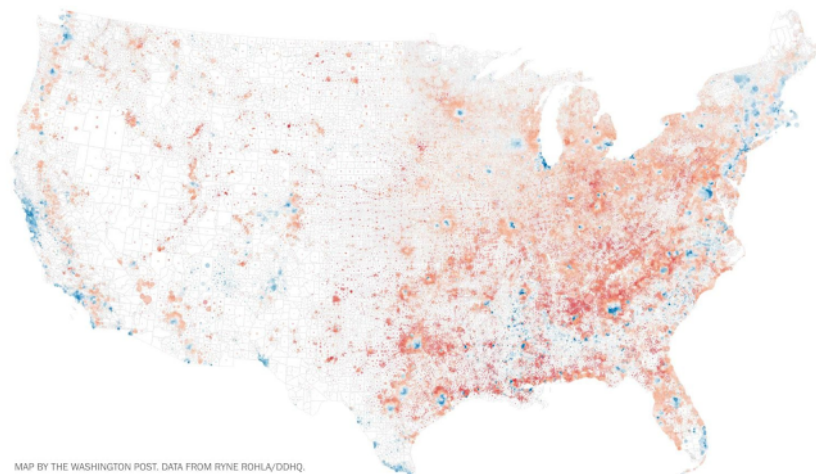 MAP BY THE WASHINGTON POST. DATA FROM RYNE ROHLA/DDHQ.